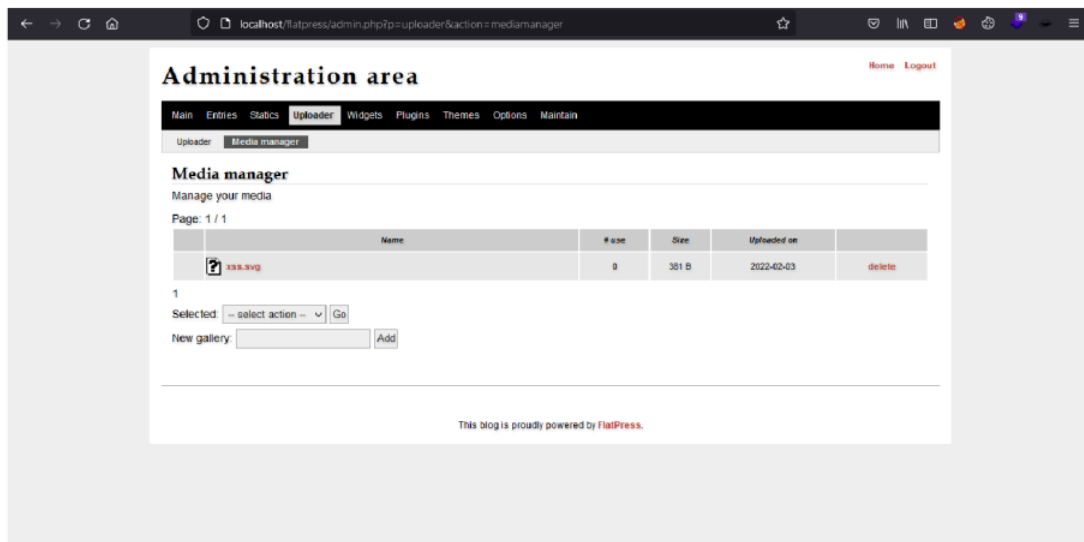 localhost/flatpress/admin.php?p=uploader&action=mediamanager
9
Administration area
Home Logout
Main Entries Statics Uploader Widgets Plugins Themes Options Maintain
Uploader Media manager
Media manager
Manage your media
Page: 1 / 1
Name # use Size Uploaded on
? xss.svg 0 381 B 2022-02-03 delete
1
Selected: -- select action -- Go
New gallery: Add
This blog is proudly powered by FlatPress.